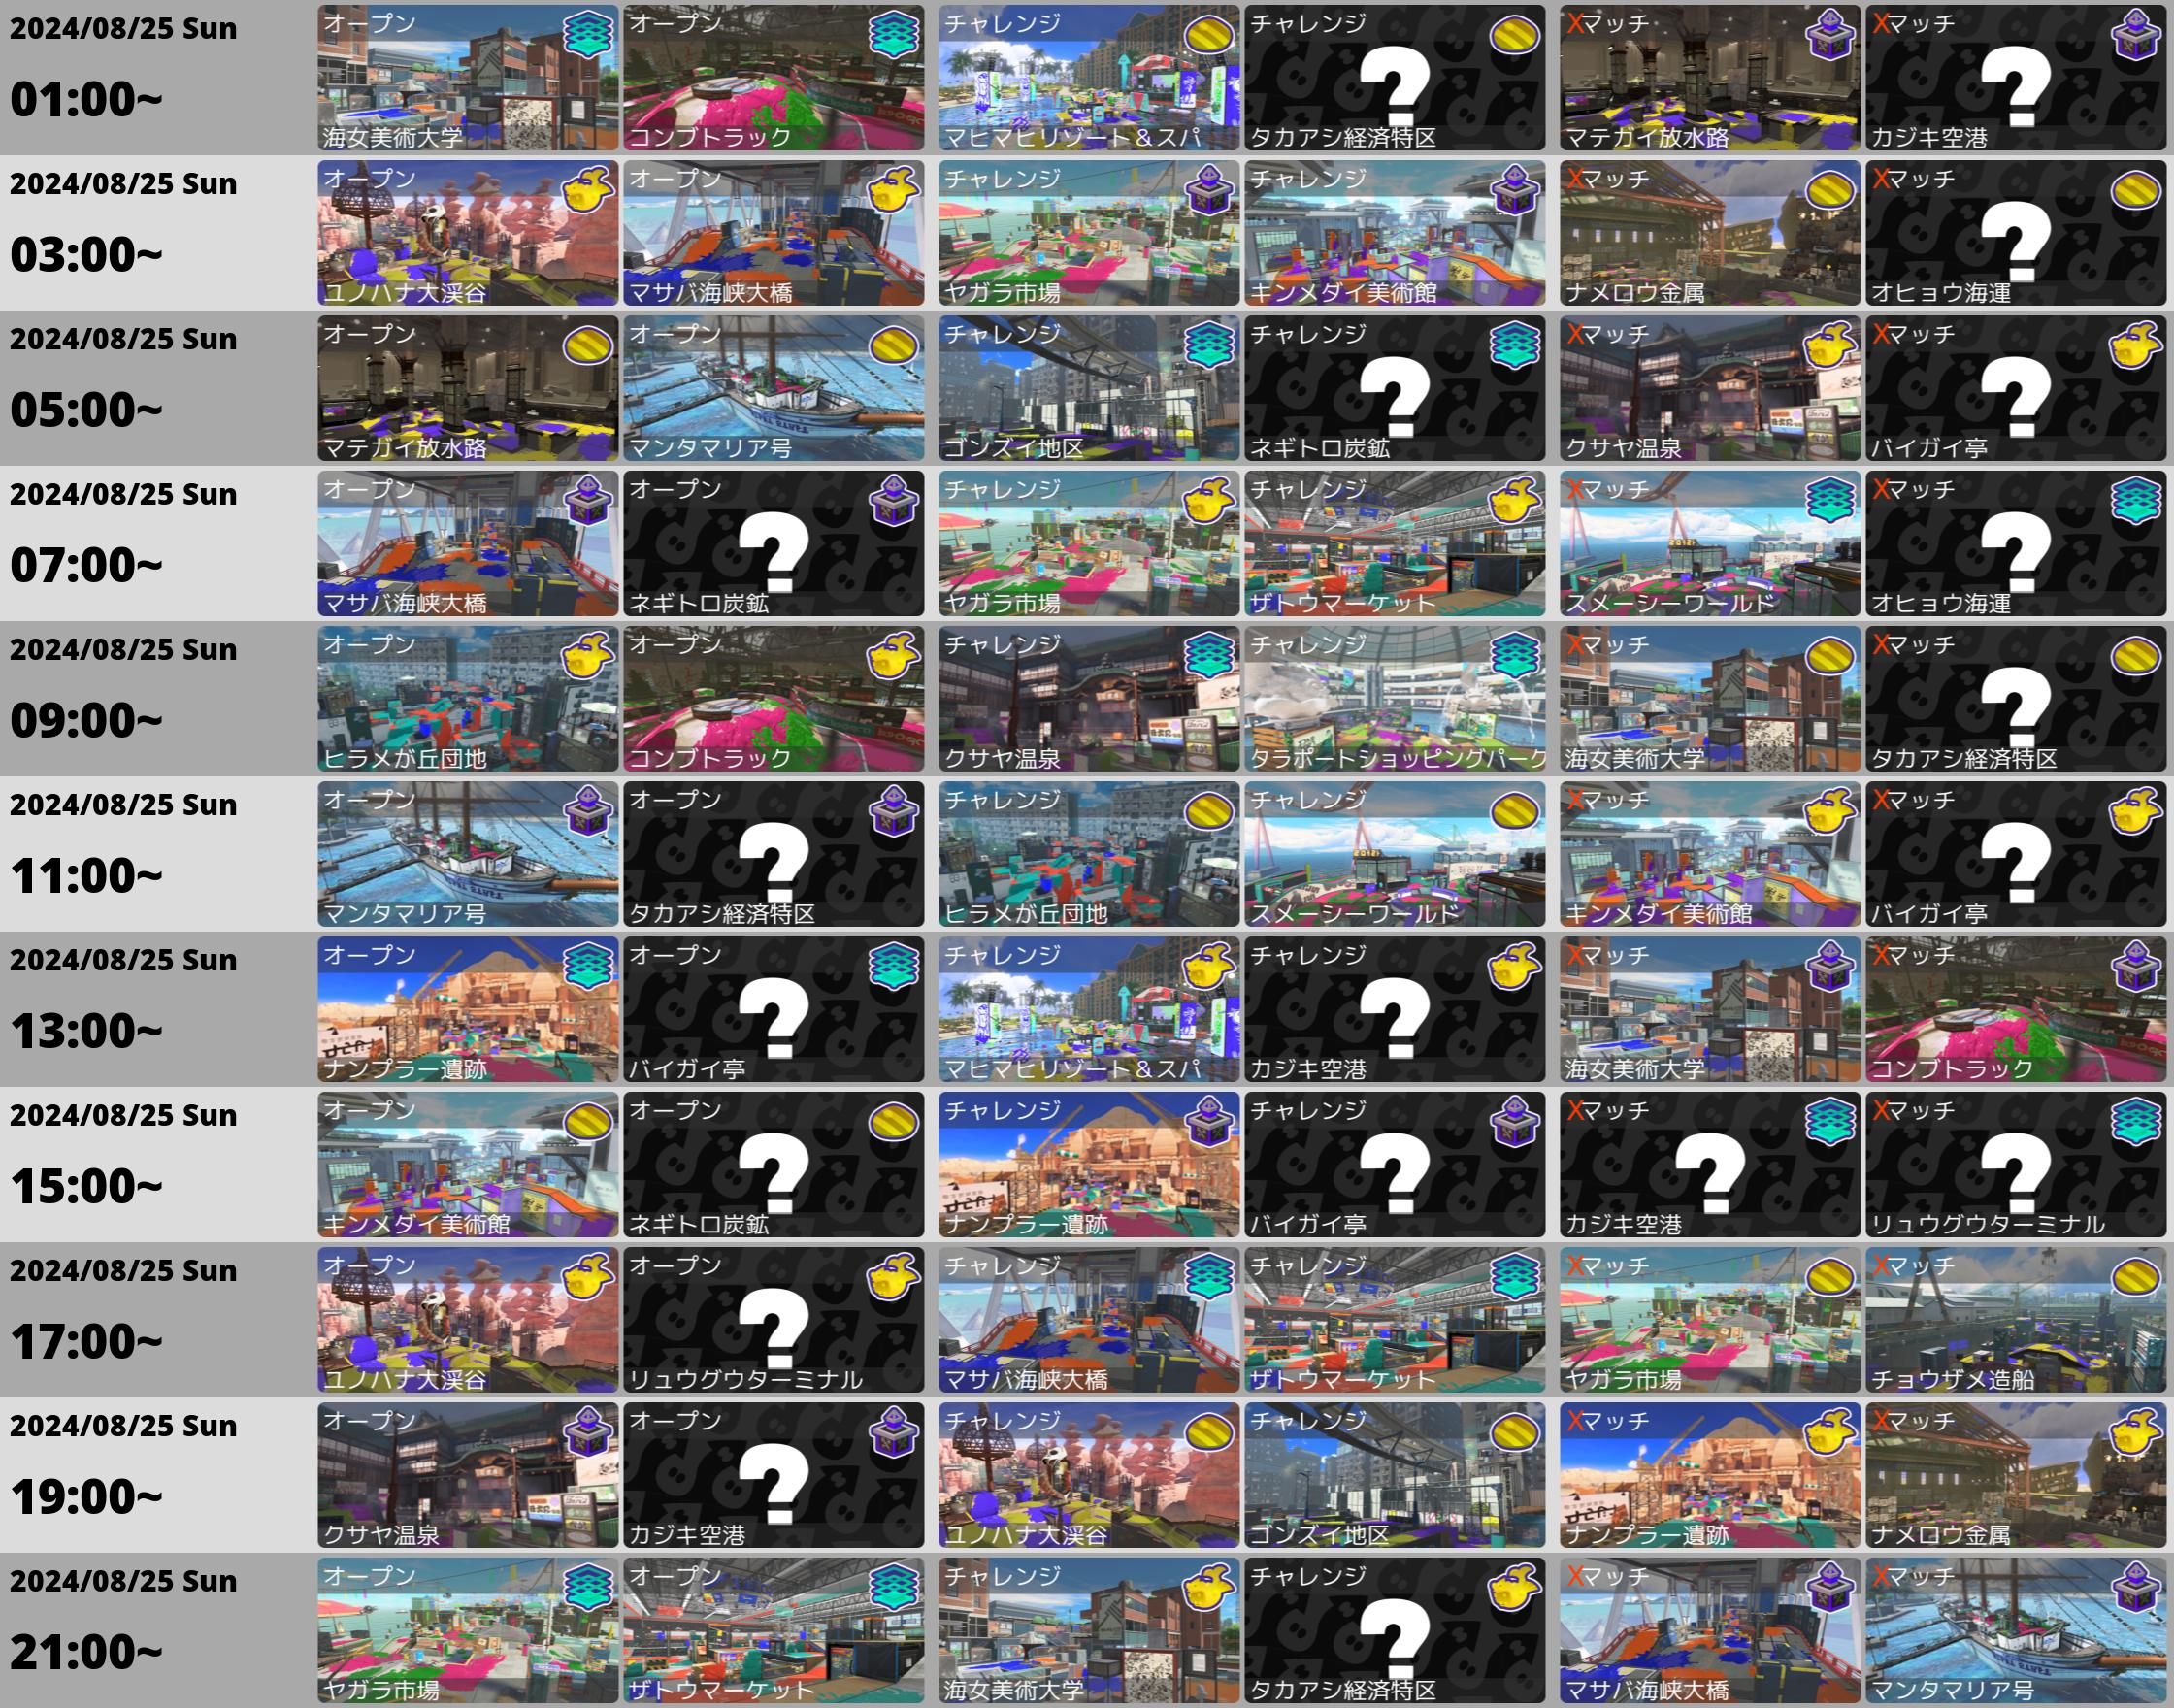 2024/08/25 Sun
01:00~
オープン
海女美術大学
オープン
コンブトラック
チャレンジ
マヒマヒリゾート＆スパ
チャレンジ
タカアシ経済特区
Xマッチ
マテガイ放水路
Xマッチ
カジキ空港
2024/08/25 Sun
03:00~
オープン
ユノハナ大渓谷
オープン
マサバ海峡大橋
チャレンジ
ヤガラ市場
チャレンジ
キンメダイ美術館
Xマッチ
ナメロウ金属
Xマッチ
オヒョウ海運
2024/08/25 Sun
05:00~
オープン
マテガイ放水路
オープン
マンタマリア号
チャレンジ
ゴンズイ地区
チャレンジ
ネギトロ炭鉱
Xマッチ
クサヤ温泉
Xマッチ
バイガイ亭
2024/08/25 Sun
07:00~
オープン
マサバ海峡大橋
オープン
ネギトロ炭鉱
チャレンジ
ヤガラ市場
チャレンジ
ザトウマーケット
Xマッチ
スメーシーワールド
Xマッチ
オヒョウ海運
2024/08/25 Sun
09:00~
オープン
ヒラメが丘団地
オープン
コンブトラック
チャレンジ
クサヤ温泉
チャレンジ
タラポートショッピングパーク
Xマッチ
海女美術大学
Xマッチ
タカアシ経済特区
2024/08/25 Sun
11:00~
オープン
マンタマリア号
オープン
タカアシ経済特区
チャレンジ
ヒラメが丘団地
チャレンジ
スメーシーワールド
Xマッチ
キンメダイ美術館
Xマッチ
バイガイ亭
2024/08/25 Sun
13:00~
オープン
ナンプラー遺跡
オープン
バイガイ亭
チャレンジ
マヒマヒリゾート＆スパ
チャレンジ
カジキ空港
Xマッチ
海女美術大学
Xマッチ
コンブトラック
2024/08/25 Sun
15:00~
オープン
キンメダイ美術館
オープン
ネギトロ炭鉱
チャレンジ
ナンプラー遺跡
チャレンジ
バイガイ亭
Xマッチ
カジキ空港
Xマッチ
リュウグウターミナル
2024/08/25 Sun
17:00~
オープン
ユノハナ大渓谷
オープン
リュウグウターミナル
チャレンジ
マサバ海峡大橋
チャレンジ
ザトウマーケット
Xマッチ
ヤガラ市場
Xマッチ
チョウザメ造船
2024/08/25 Sun
19:00~
オープン
クサヤ温泉
オープン
カジキ空港
チャレンジ
ユノハナ大渓谷
チャレンジ
ゴンズイ地区
Xマッチ
ナンプラー遺跡
Xマッチ
ナメロウ金属
2024/08/25 Sun
21:00~
オープン
ヤガラ市場
オープン
ザトウマーケット
チャレンジ
海女美術大学
チャレンジ
タカアシ経済特区
Xマッチ
マサバ海峡大橋
Xマッチ
マンタマリア号